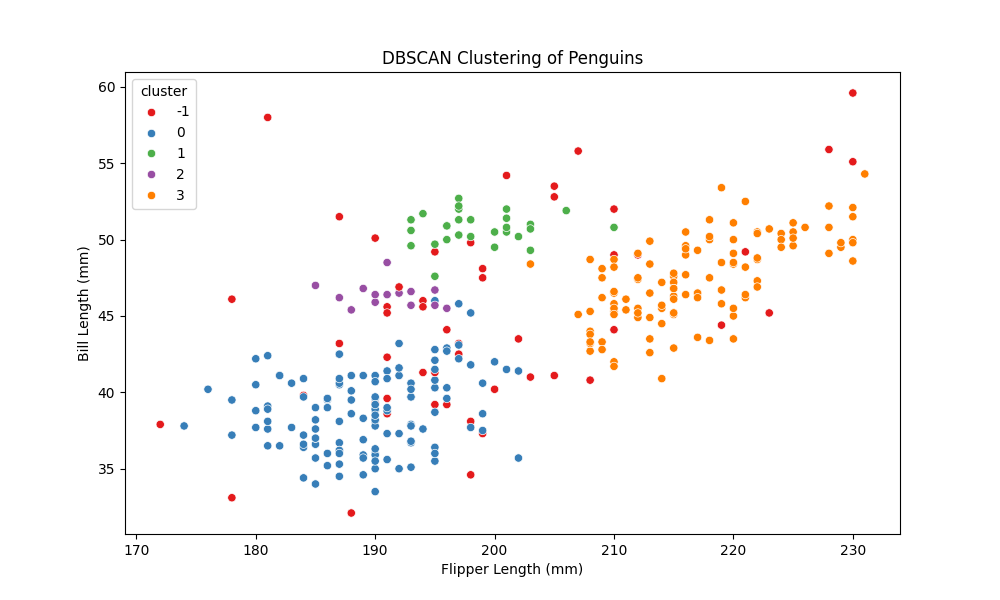 DBSCAN Clustering of Penguins
cluster
-1
0
1
2
3
60
55
50
45
40
35
Bill Length (mm)
170 180 190 200 210 220 230
Flipper Length (mm)